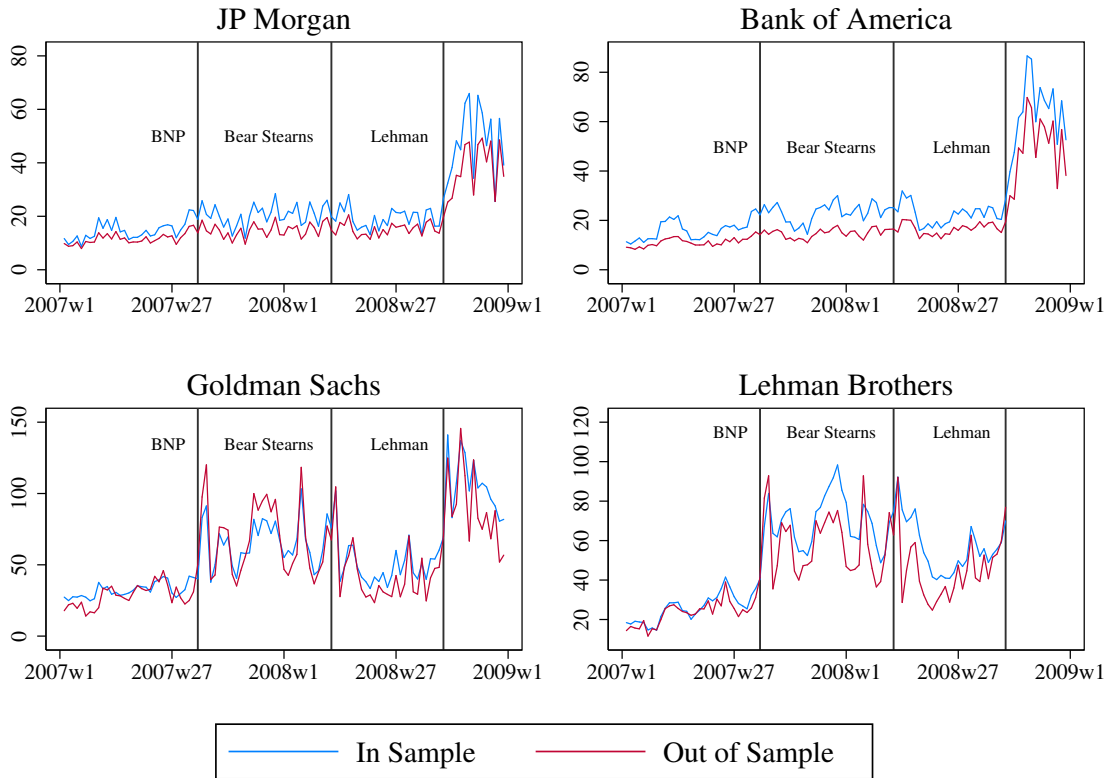 JP Morgan
80
60
40
20
0
BNP
Bear Stearns
Lehman
2007w1
2007w27
2008w1
2008w27
2009w1
Bank of America
80
60
40
20
0
BNP
Bear Stearns
Lehman
2007w1
2007w27
2008w1
2008w27
2009w1
Goldman Sachs
150
100
50
0
BNP
Bear Stearns
Lehman
2007w1
2007w27
2008w1
2008w27
2009w1
Lehman Brothers
120
100
80
60
40
20
BNP
Bear Stearns
Lehman
2007w1
2007w27
2008w1
2008w27
2009w1
In Sample
Out of Sample